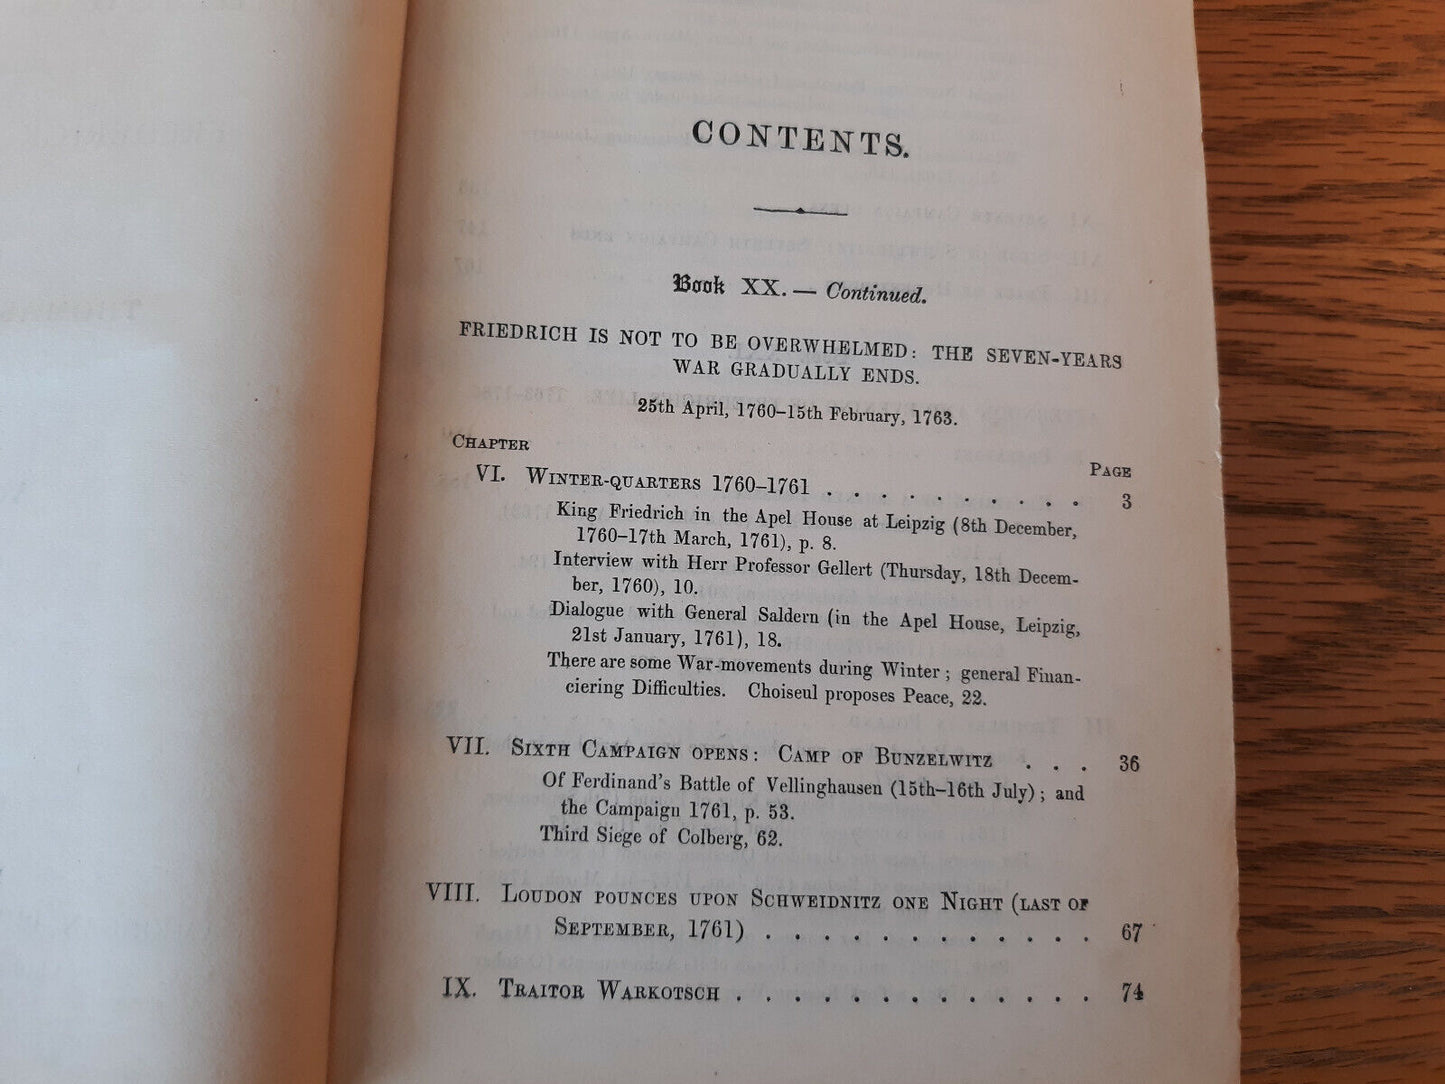 CONTENTS.
Book XX. — Continued.
FRIEDRICH IS NOT TO BE OVERWHELMED: THE SEVEN-YEARS
WAR GRADUALLY ENDS.
25th April, 1760–15th February, 1763.
CHAPTER
PAGE
VI. WINTER-QUARTERS 1760–1761 . . . . . . . . . . 3
King Friedrich in the Apel House at Leipzig (8th December,
1760–17th March, 1761), p. 8.
Interview with Herr Professor Gellert (Thursday, 18th Decem-
ber, 1760), 10.
Dialogue with General Saldern (in the Apel House, Leipzig,
21st January, 1761), 18.
There are some War-movements during Winter; general Finan-
ciering Difficulties. Choiseul proposes Peace, 22.
VII. SIXTH CAMPAIGN OPENS: CAMP OF BUNZELWITZ . . . 36
Of Ferdinand's Battle of Vellinghausen (15th–16th July); and
the Campaign 1761, p. 53.
Third Siege of Colberg, 62.
VIII. LOUDON POUNCES UPON SCHWEIDNITZ ONE NIGHT (LAST OF
SEPTEMBER, 1761) . . . . . . . . . . . . 67
IX. TRAITOR WARKOTSCH . . . . . . . . . . . . . 74